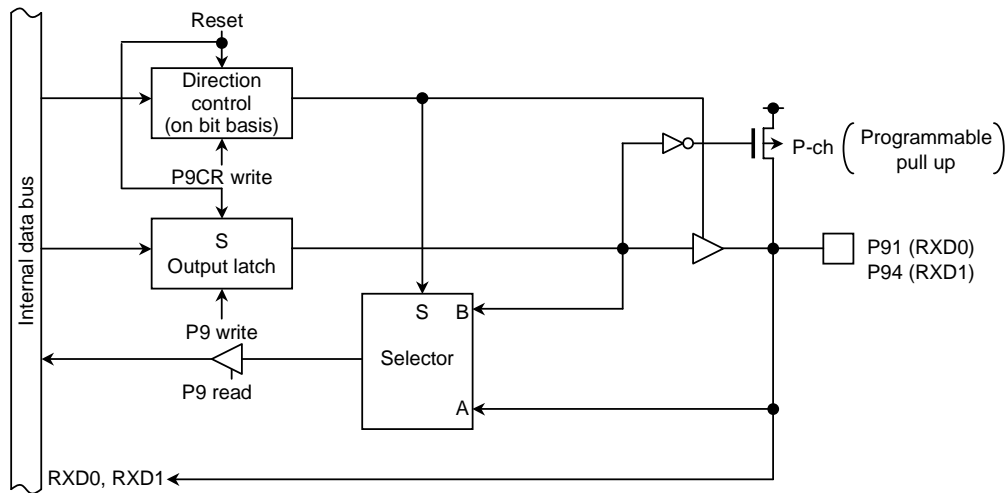 Reset
Direction
control
(on bit basis)
P-ch
Programmable
pull up
P9CR write
Internal data bus
S
Output latch
P91 (RXD0)
P94 (RXD1)
S
B
P9 write
Selector
P9 read
A
RXD0, RXD1